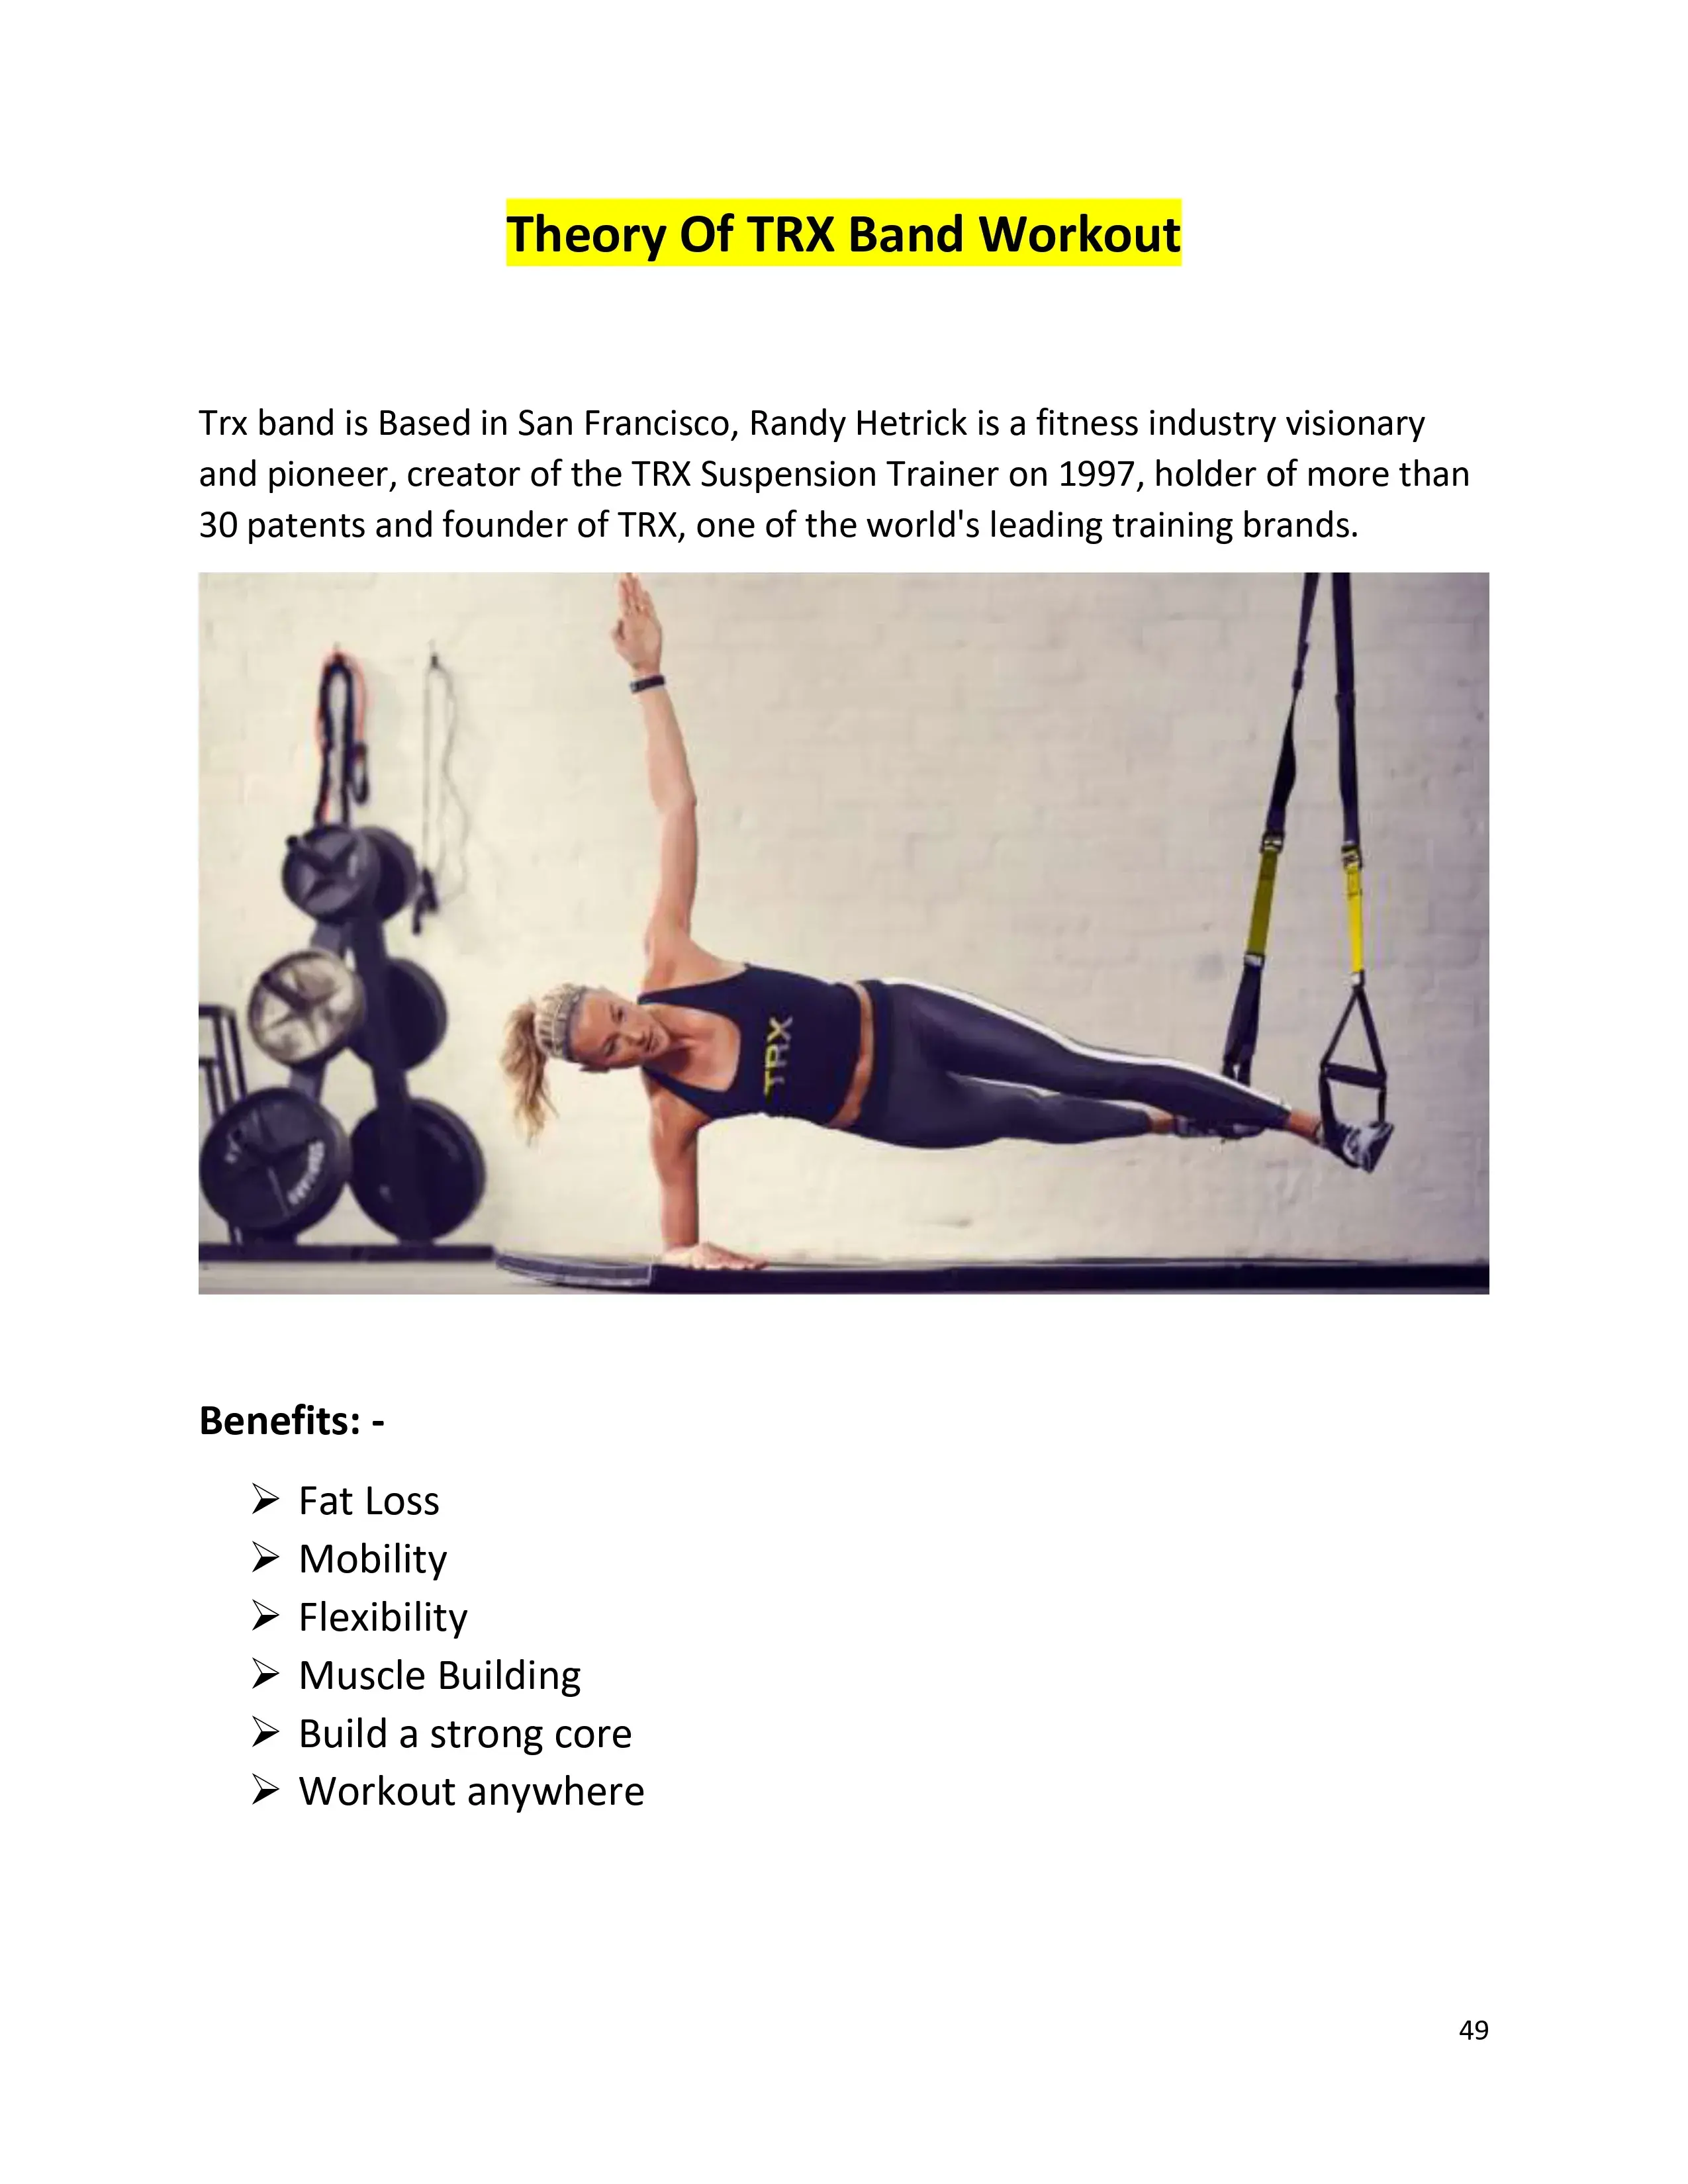 Theory Of TRX Band Workout
Trx band is Based in San Francisco, Randy Hetrick is a fitness industry visionary
and pioneer, creator of the TRX Suspension Trainer on 1997, holder of more than
30 patents and founder of TRX, one of the world's leading training brands.
TRX
Benefits: -
➢ Fat Loss
➢ Mobility
➢ Flexibility
➢ Muscle Building
➢ Build a strong core
➢ Workout anywhere
49